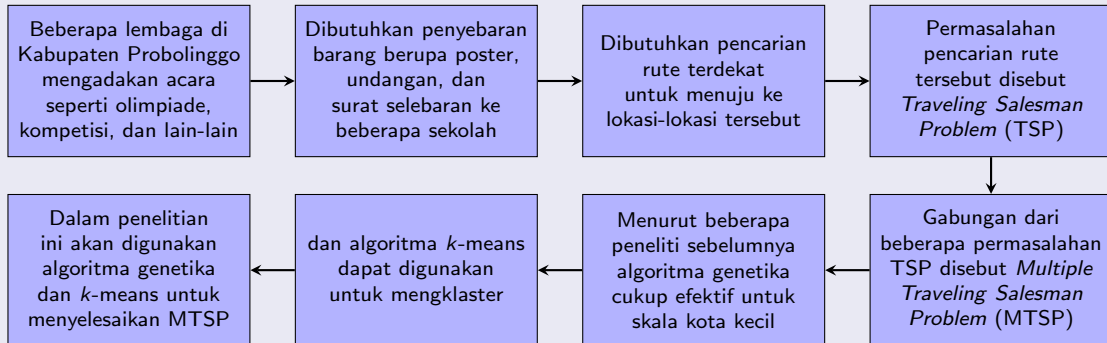 Beberapa lembaga di
Kabupaten Probolinggo
mengadakan acara
seperti olimpiade,
kompetisi, dan lain-lain
Dibutuhkan penyebaran
barang berupa poster,
undangan, dan
surat selebaran ke
beberapa sekolah
Dibutuhkan pencarian
rute terdekat
untuk menuju ke
lokasi-lokasi tersebut
Permasalahan
pencarian rute
tersebut disebut
Traveling Salesman
Problem (TSP)
Gabungan dari
beberapa permasalahan
TSP disebut Multiple
Traveling Salesman
Problem (MTSP)
Menurut beberapa
peneliti sebelumnya
algoritma genetika
cukup efektif untuk
skala kota kecil
dan algoritma k-means
dapat digunakan
untuk mengklaster
Dalam penelitian
ini akan digunakan
algoritma genetika
dan k-means untuk
menyelesaikan MTSP